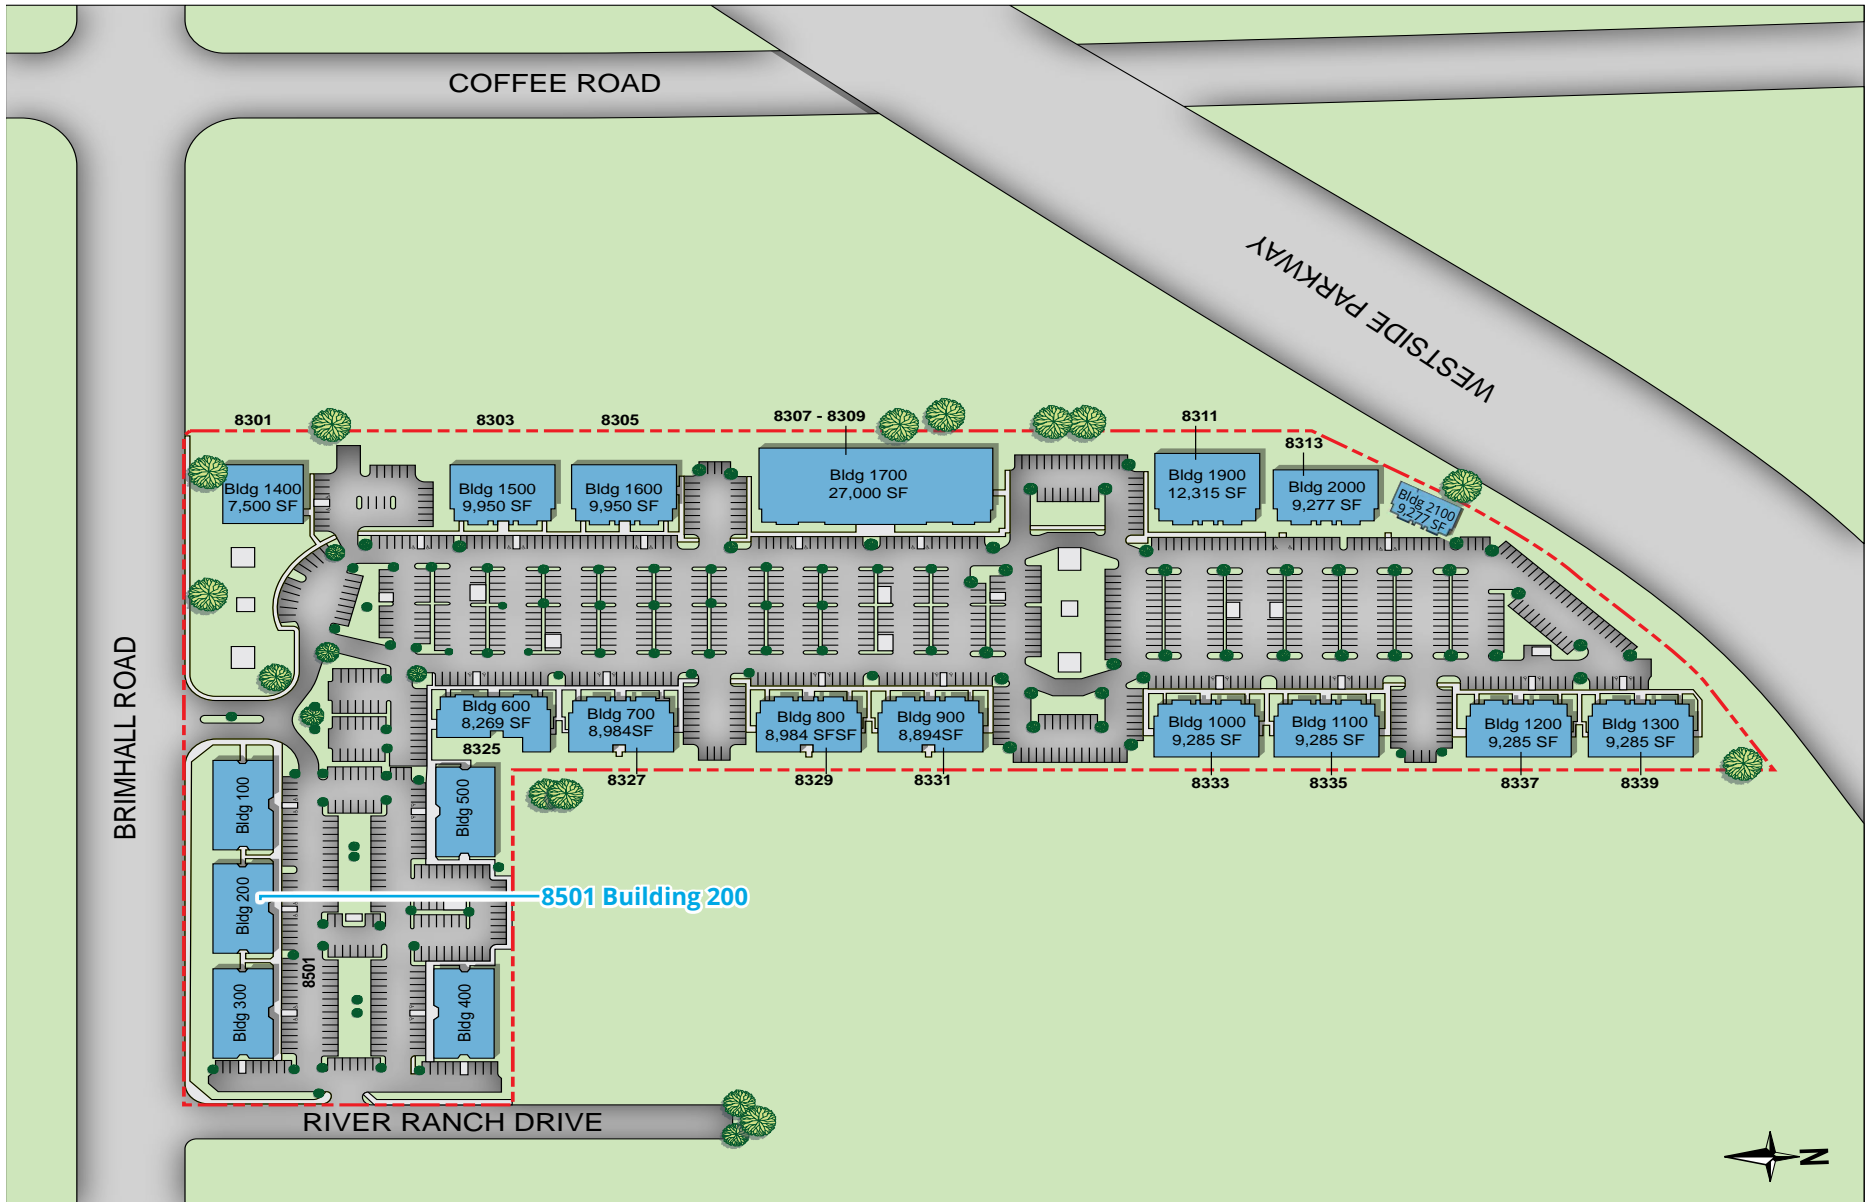 COFFEE ROAD
WESTSIDE PARKWAY
8301
8303
8305
8307 - 8309
8311
8313
Bldg 1400
7,500 SF
Bldg 1500
9,950 SF
Bldg 1600
9,950 SF
Bldg 1700
27,000 SF
Bldg 1900
12,315 SF
Bldg 2000
9,277 SF
Bldg 2100
9,277 SF
BRIMHALL ROAD
Bldg 600
8,269 SF
8325
Bldg 700
8,984SF
8327
Bldg 800
8,984 SFSF
8329
Bldg 900
8,894SF
8331
Bldg 1000
9,285 SF
8333
Bldg 1100
9,285 SF
8335
Bldg 1200
9,285 SF
8337
Bldg 1300
9,285 SF
8339
Bldg 100
Bldg 500
Bldg 200
8501 Building 200
8501
Bldg 300
Bldg 400
RIVER RANCH DRIVE
N